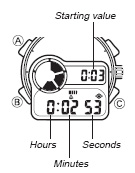 Starting value
A
0:03
B
0:02 53
C
Hours
Seconds
Minutes